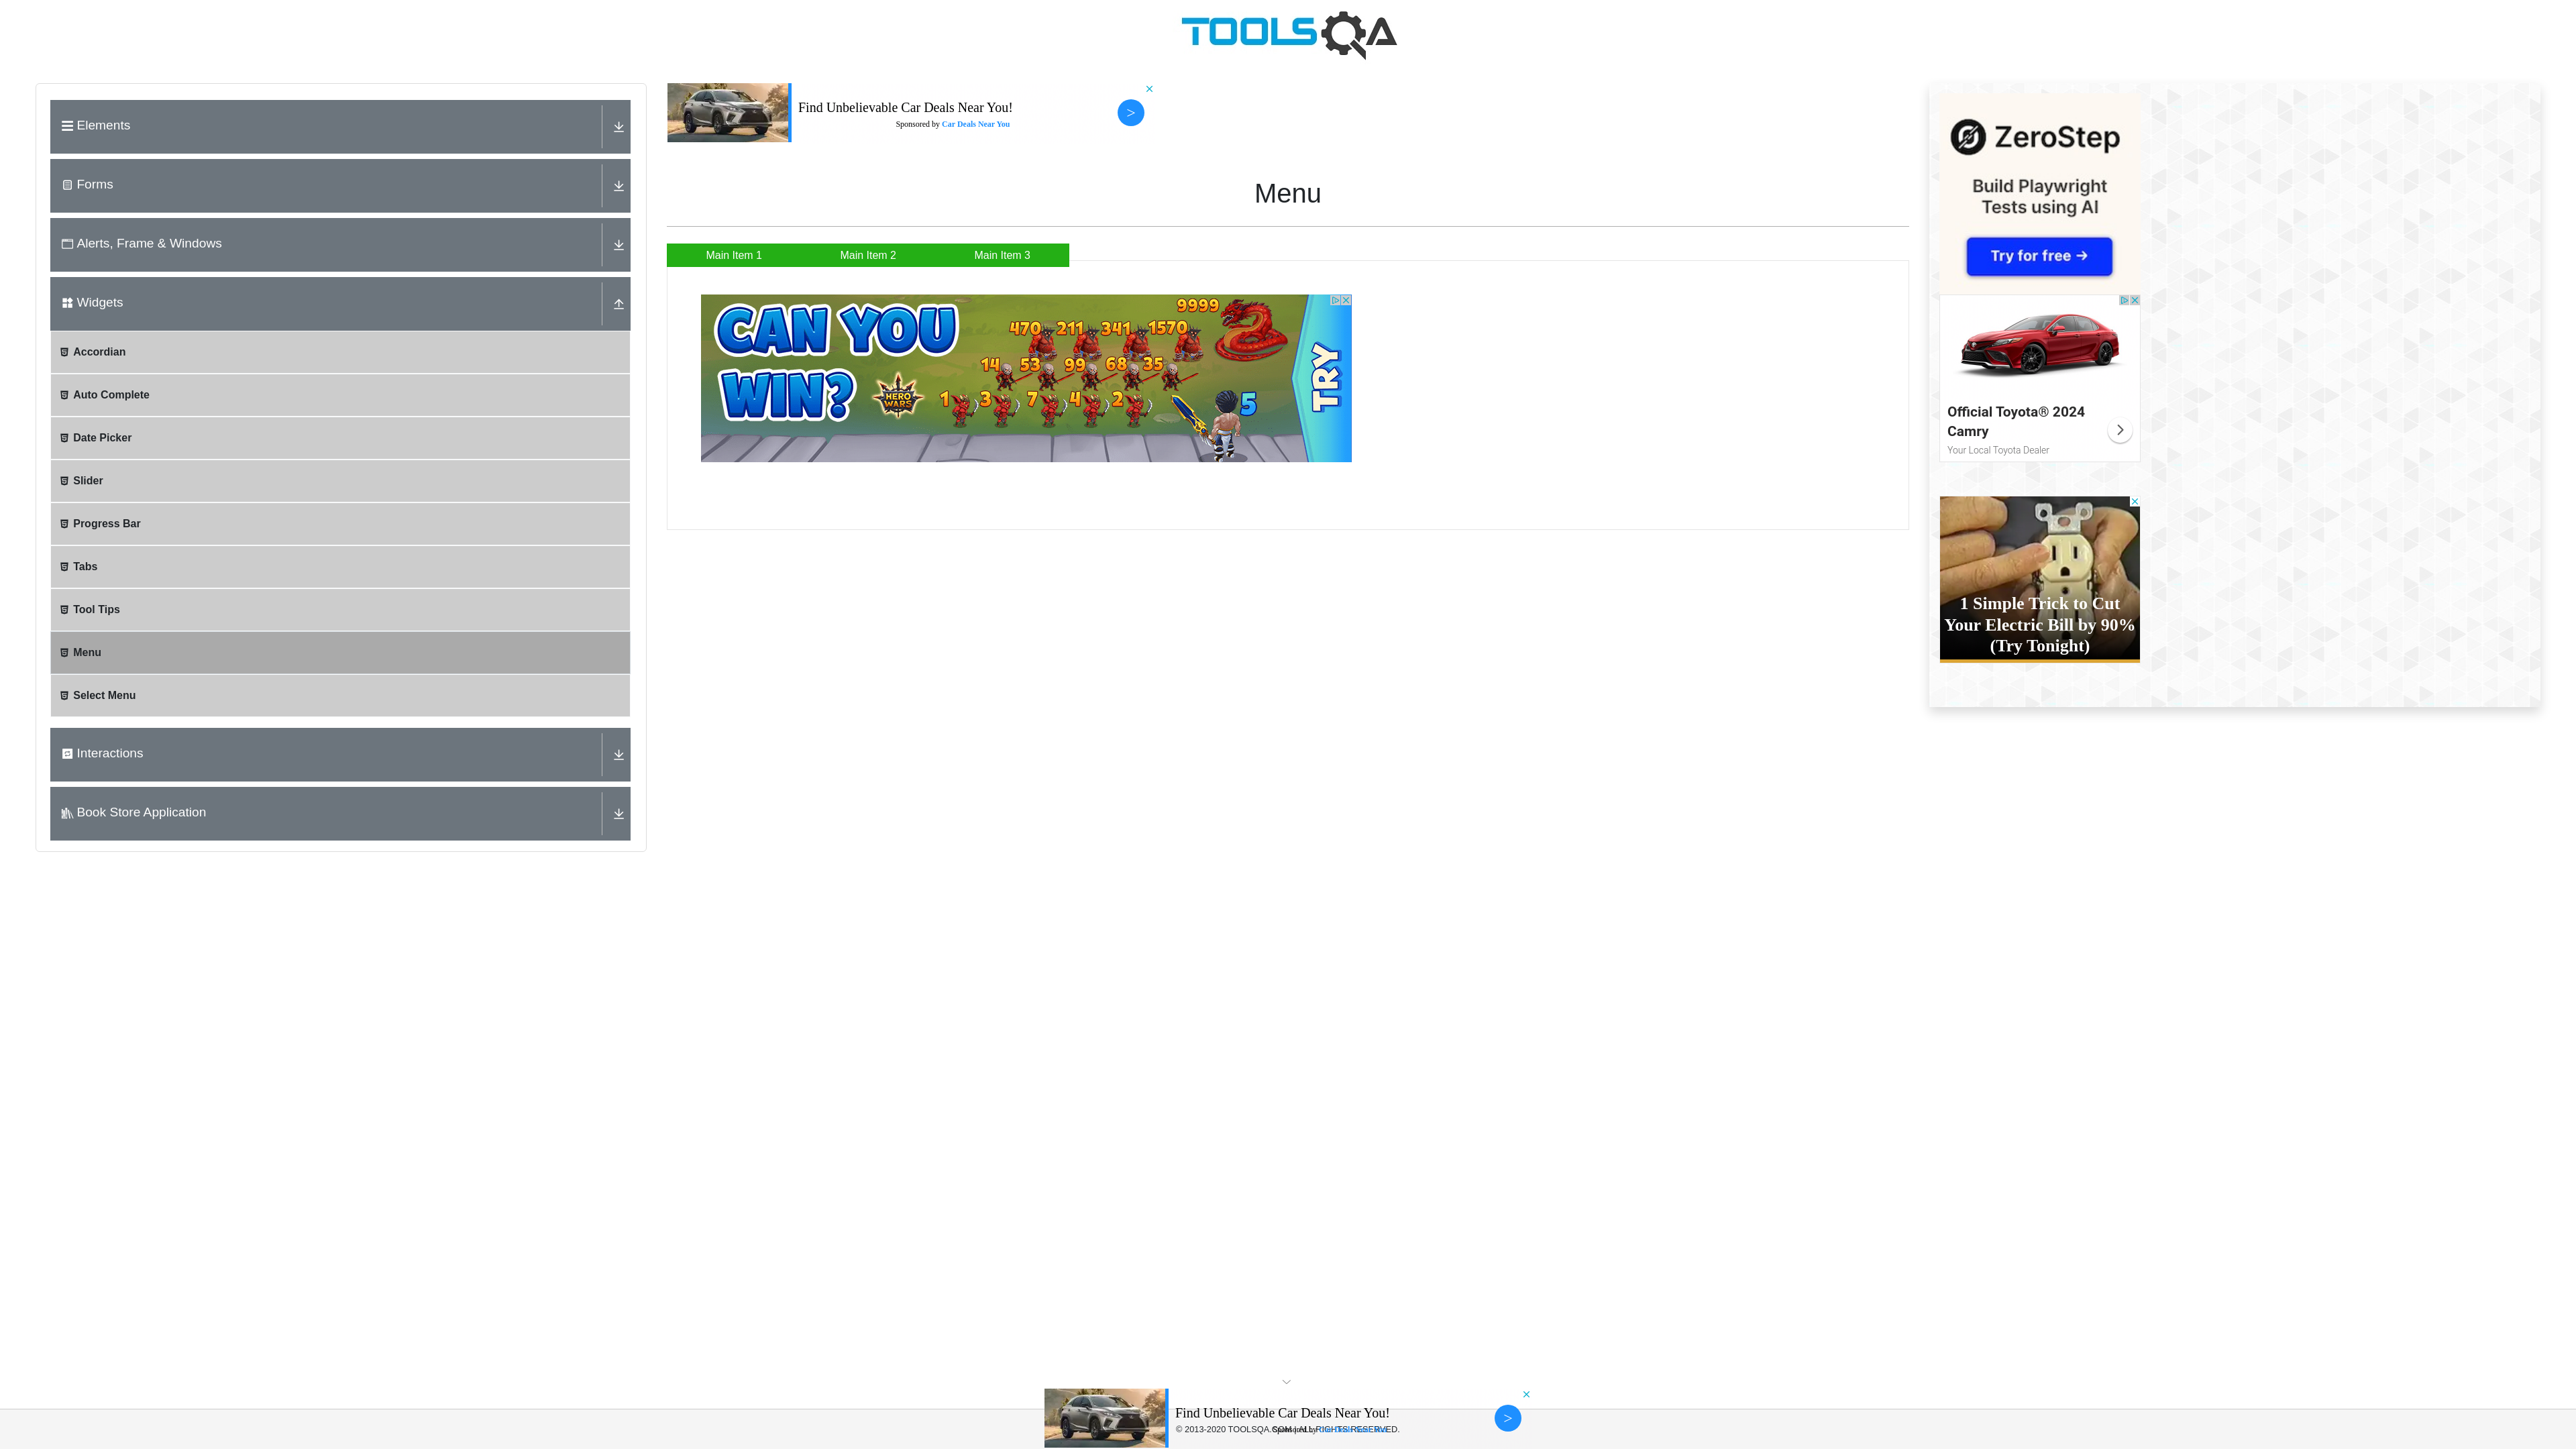 TOOLSQA
Elements
Forms
Alerts, Frame & Windows
Widgets
Accordian
Auto Complete
Date Picker
Slider
Progress Bar
Tabs
Tool Tips
Menu
Select Menu
Interactions
Book Store Application
Find Unbelievable Car Deals Near You!
Sponsored by Car Deals Near You
>
Menu
Main Item 1
Main Item 2
Main Item 3
CAN YOU
WIN?
HERO
WARS
9999
470 211 341 1570
14 53 99 68 35
1 3 7 4 2
5
TRY
ZeroStep
Build Playwright
Tests using AI
Try for free →
Official Toyota® 2024
Camry
Your Local Toyota Dealer
1 Simple Trick to Cut
Your Electric Bill by 90%
(Try Tonight)
Find Unbelievable Car Deals Near You!
>
© 2013-2020 TOOLSQA.COM | ALL RIGHTS RESERVED.